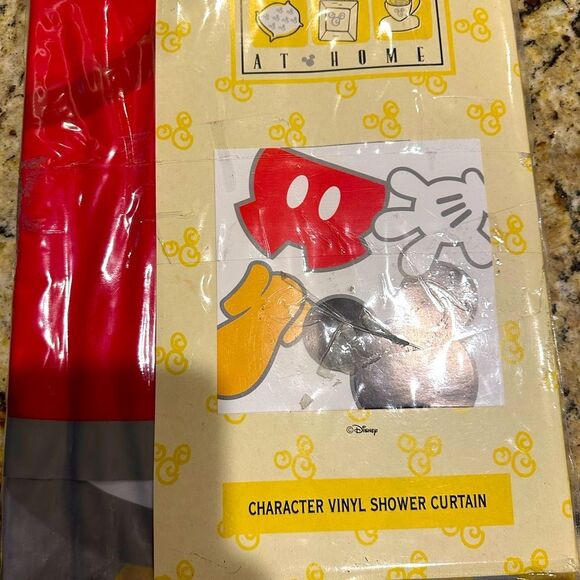 AT HOME
©Disney
CHARACTER VINYL SHOWER CURTAIN